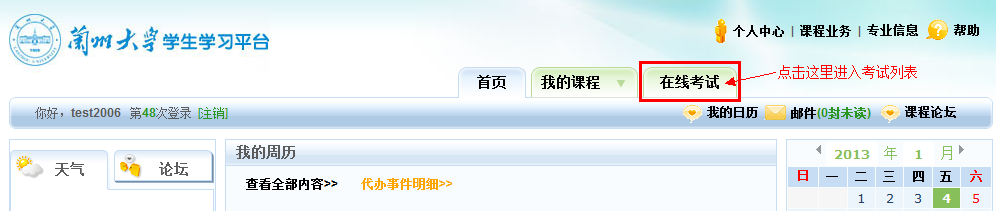 兰州大学学生学习平台
个人中心 | 课程业务 | 专业信息 帮助
首页 我的课程 在线考试 点击这里进入考试列表
你好，test2006 第48次登录 [注销] 我的日历 邮件(0封未读) 课程论坛
天气 论坛 我的周历 2013 年 1 月
查看全部内容>> 代办事件明细>>
日 一 二 三 四 五 六
1 2 3 4 5